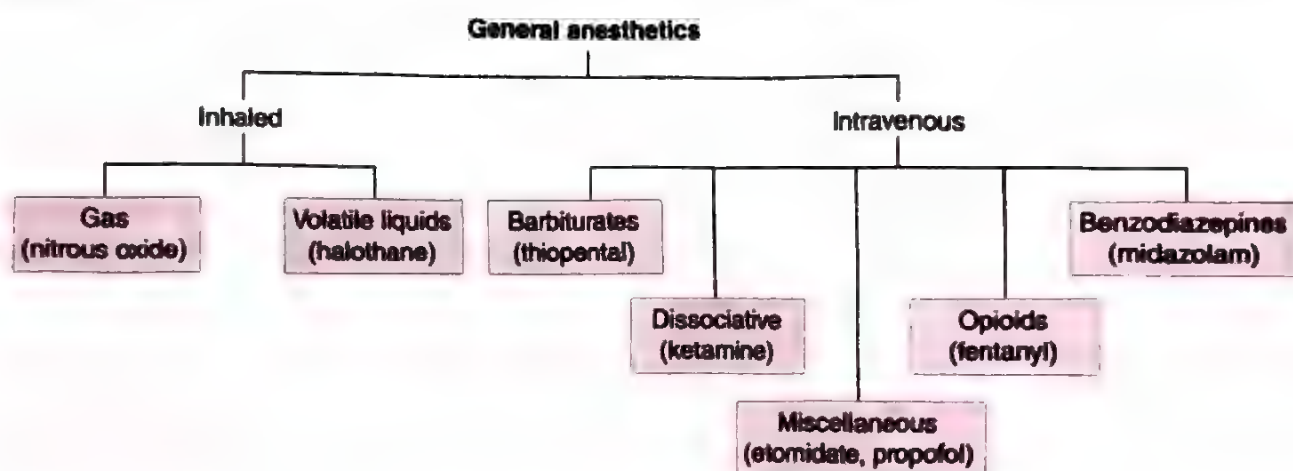 General anesthetics
Inhaled
Intravenous
Gas
(nitrous oxide)
Volatile liquids
(halothane)
Barbiturates
(thiopental)
Benzodiazepines
(midazolam)
Dissociative
(ketamine)
Opioids
(fentanyl)
Miscellaneous
(etomidate, propofol)